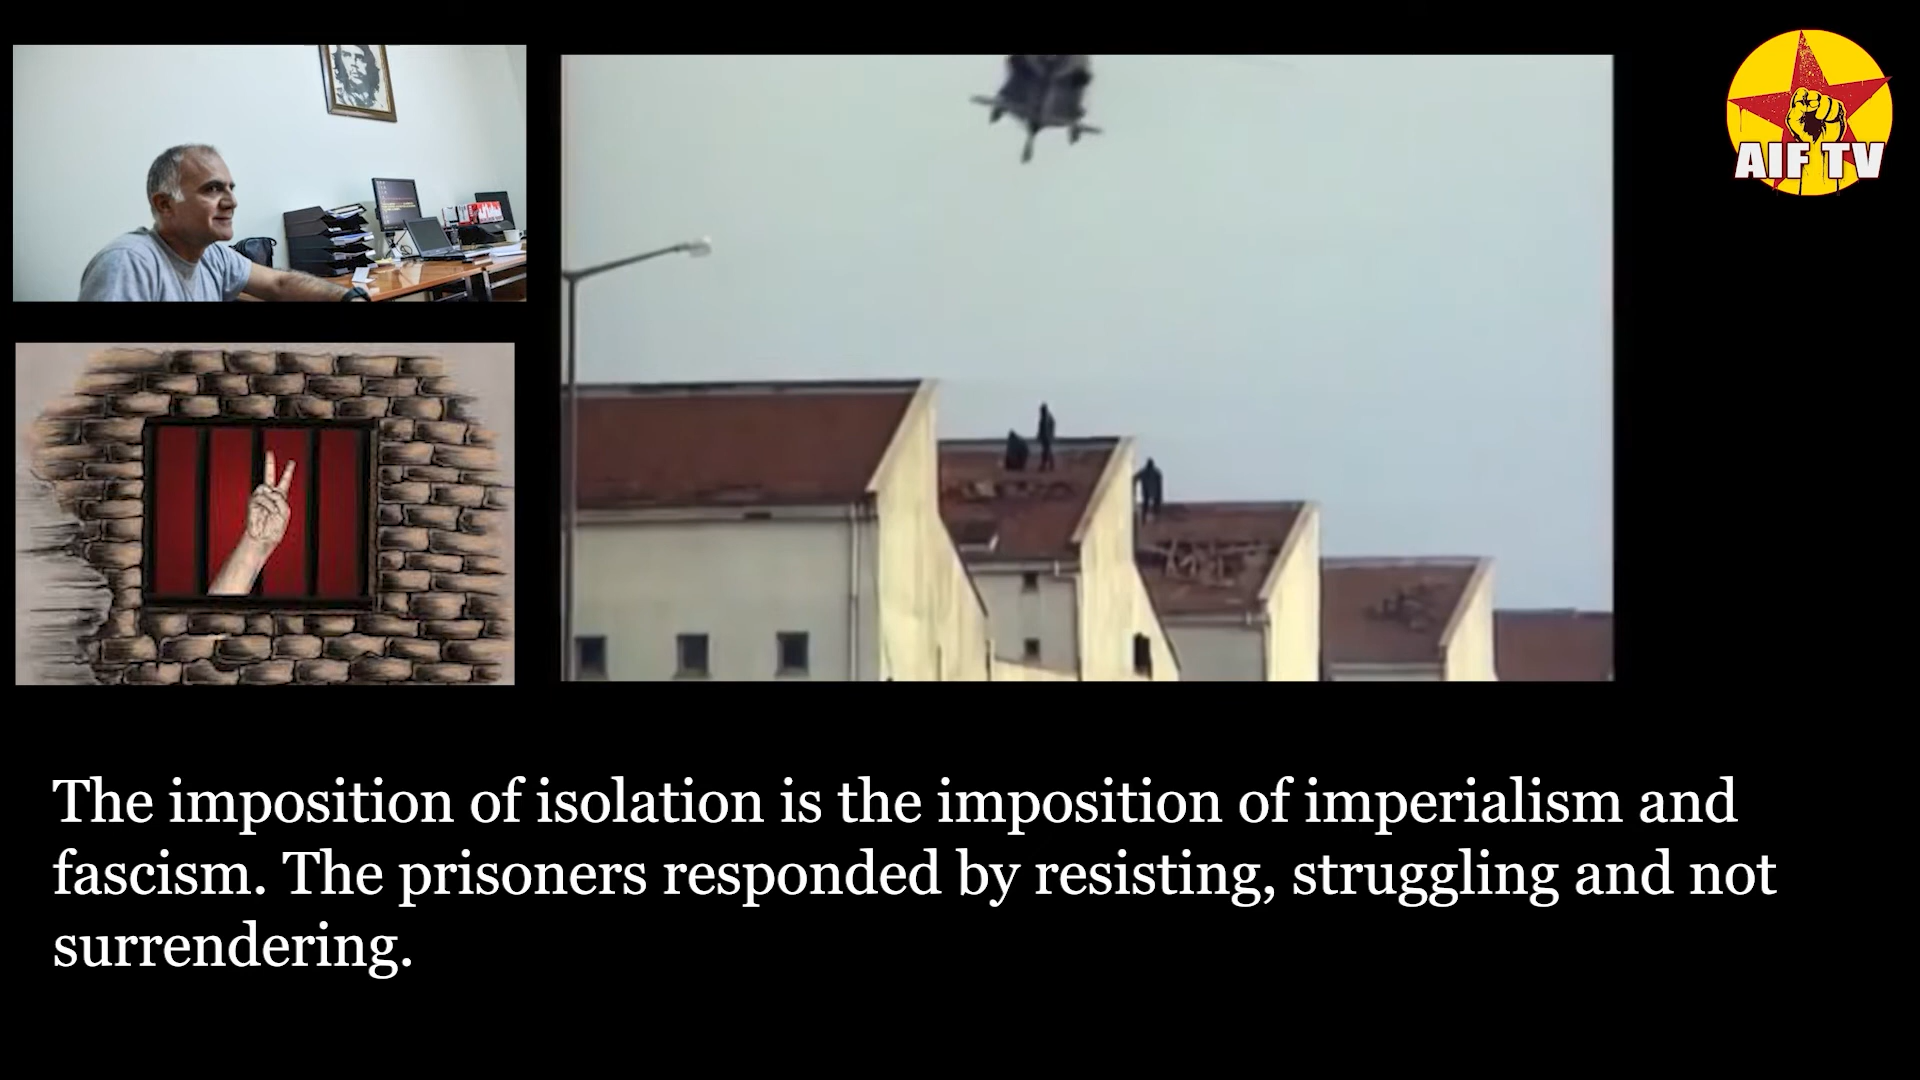 AIF TV
The imposition of isolation is the imposition of imperialism and
fascism. The prisoners responded by resisting, struggling and not
surrendering.